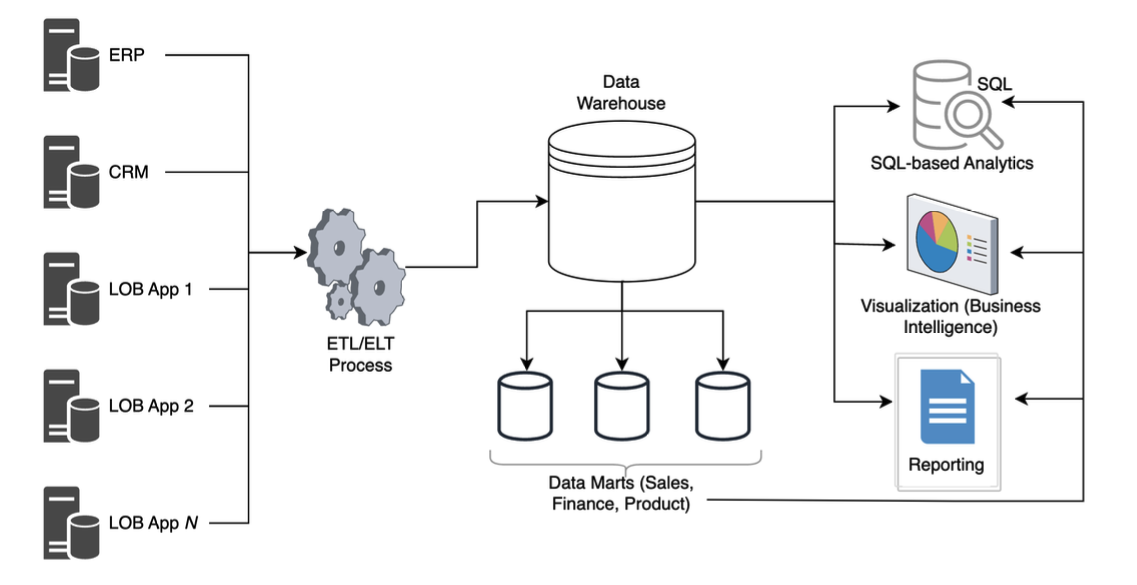 ERP
CRM
LOB App 1
LOB App 2
LOB App N
ETL/ELT
Process
Data
Warehouse
Data Marts (Sales,
Finance, Product)
SQL
SQL-based Analytics
Visualization (Business
Intelligence)
Reporting